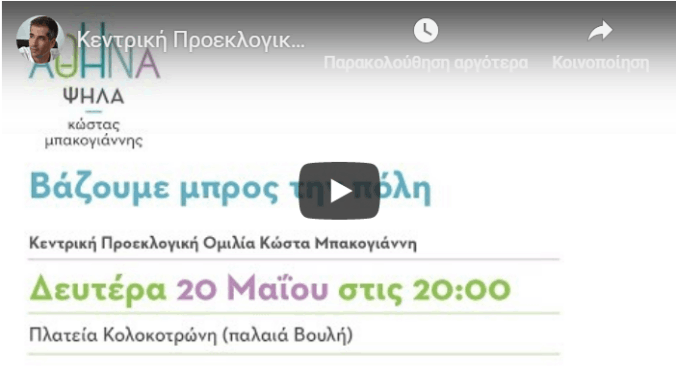 Κεντρική Προεκλογικ...
Παρακολούθηση αργότερα
Κοινοποίηση
ΑΘΗΝΑ
ΨΗΛΑ
κώστας
μπακογιάννης
Βάζουμε μπρος την πόλη
Κεντρική Προεκλογική Ομιλία Κώστα Μπακογιάννη
Δευτέρα 20 Μαΐου στις 20:00
Πλατεία Κολοκοτρώνη (παλαιά Βουλή)